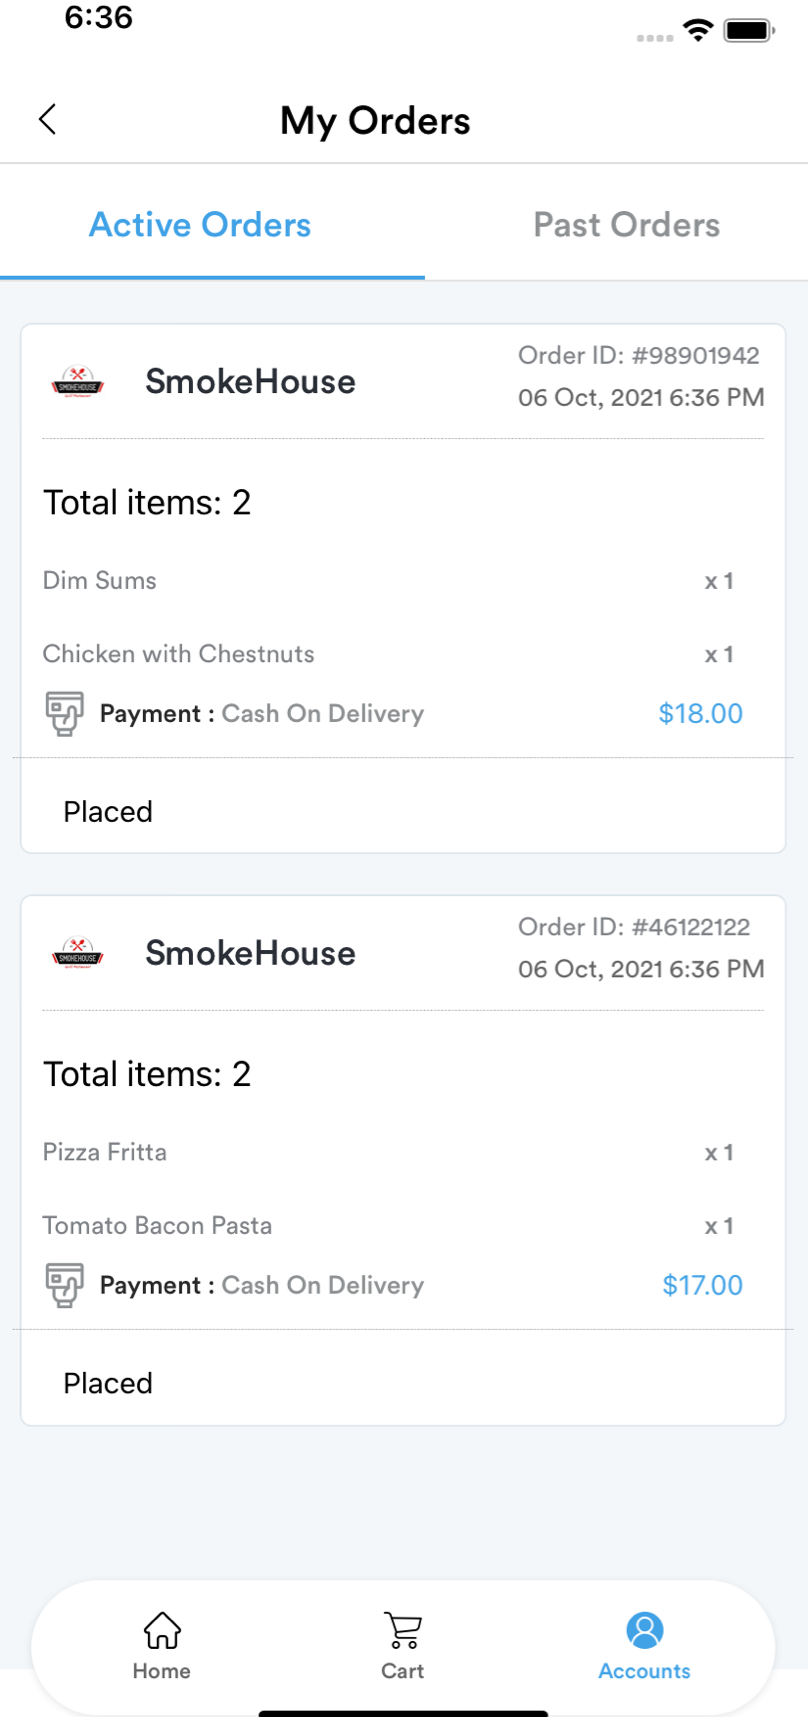 6:36
My Orders
Active Orders
Past Orders
SMOKEHOUSE
SmokeHouse
Order ID: #98901942
06 Oct, 2021 6:36 PM
Total items: 2
Dim Sums x 1
Chicken with Chestnuts x 1
Payment : Cash On Delivery $18.00
Placed
SMOKEHOUSE
SmokeHouse
Order ID: #46122122
06 Oct, 2021 6:36 PM
Total items: 2
Pizza Fritta x 1
Tomato Bacon Pasta x 1
Payment : Cash On Delivery $17.00
Placed
Home
Cart
Accounts